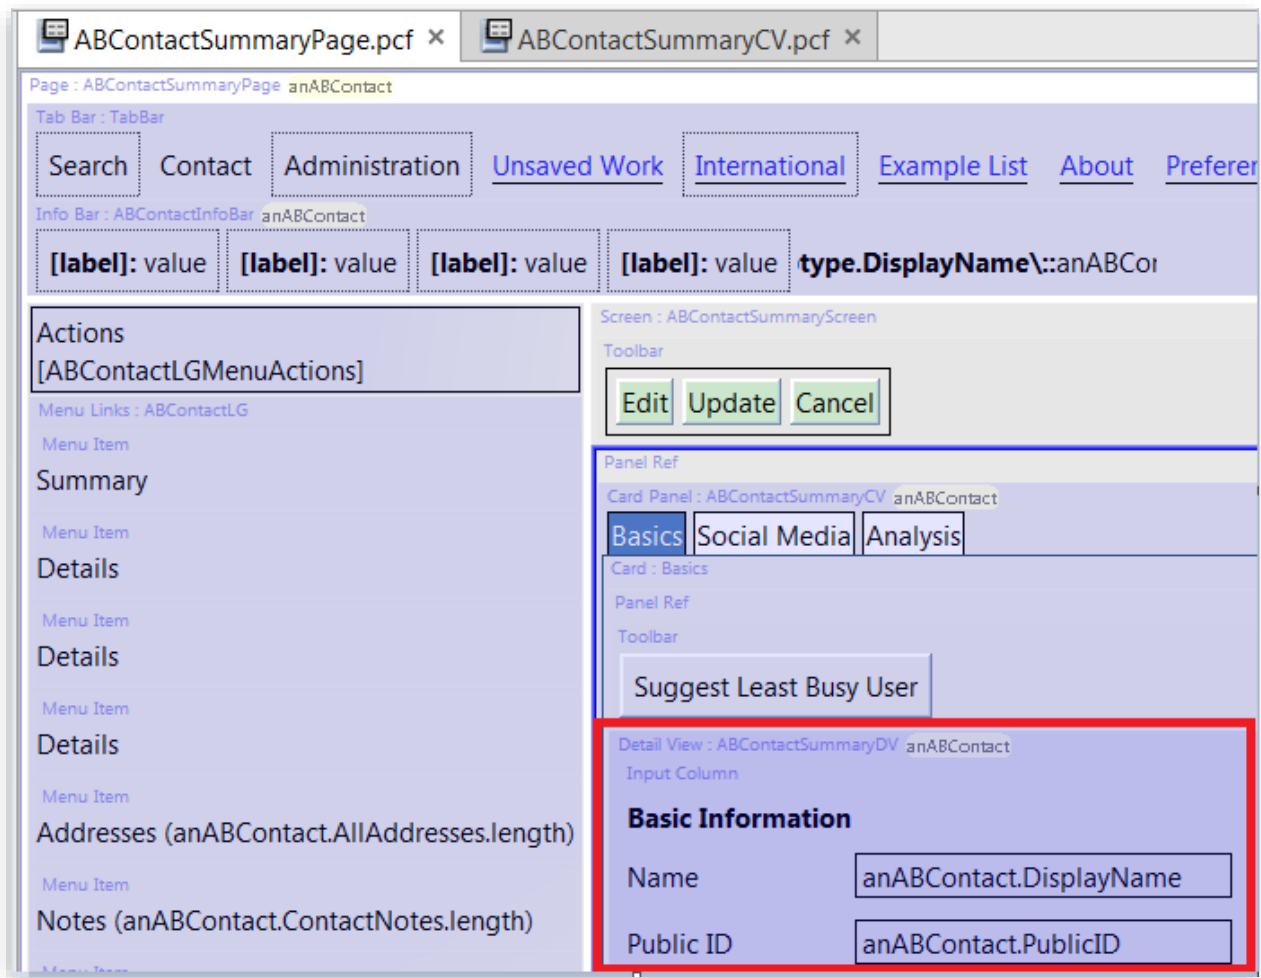 ABContactSummaryPage.pcf × ABContactSummaryCV.pcf ×
Page : ABContactSummaryPage anABContact
Tab Bar : TabBar
Search Contact Administration Unsaved Work International Example List About Preferer
Info Bar : ABContactInfoBar anABContact
[label]: value [label]: value [label]: value [label]: value type.DisplayName\::anABCor
Actions
[ABContactLGMenuActions]
Menu Links : ABContactLG
Menu Item
Summary
Menu Item
Details
Menu Item
Details
Menu Item
Details
Menu Item
Addresses (anABContact.AllAddresses.length)
Menu Item
Notes (anABContact.ContactNotes.length)
Menu Item
Screen : ABContactSummaryScreen
Toolbar
Edit Update Cancel
Panel Ref
Card Panel : ABContactSummaryCV anABContact
Basics Social Media Analysis
Card : Basics
Panel Ref
Toolbar
Suggest Least Busy User
Detail View : ABContactSummaryDV anABContact
Input Column
Basic Information
Name anABContact.DisplayName
Public ID anABContact.PublicID